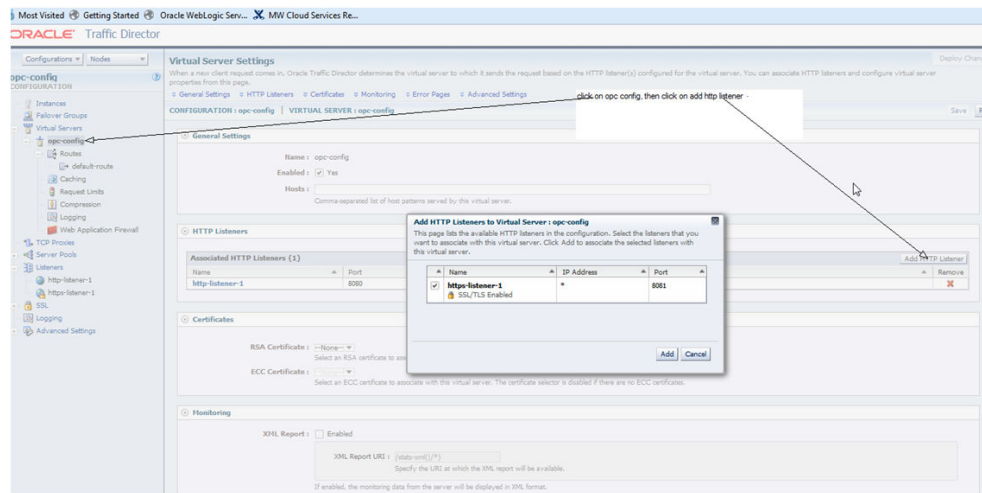 Most Visited Getting Started Oracle WebLogic Serv... MW Cloud Services Re...
ORACLE Traffic Director
Configurations Nodes
opc-config
CONFIGURATION
Instances
Failover Groups
Virtual Servers
opc-config
Routes
default-route
Caching
Request Limits
Compression
Logging
Web Application Firewall
TCP Proxies
Server Pools
Listeners
http-listener-1
https-listener-1
SSL
Logging
Advanced Settings
Virtual Server Settings
Deploy Chan
When a new client request comes in, Oracle Traffic Director determines the virtual server to which it sends the request based on the HTTP listener(s) configured for the virtual server. You can associate HTTP listeners and configure virtual server
properties from this page.
General Settings HTTP Listeners Certificates Monitoring Error Pages Advanced Settings
click on opc config, then click on add http listener -
CONFIGURATION : opc-config | VIRTUAL SERVER : opc-config
Save R
General Settings
Name : opc-config
Enabled : Yes
Hosts :
Comma-separated list of host patterns served by this virtual server.
HTTP Listeners
Associated HTTP Listeners (1)
Add HTTP Listener
Name Port Remove
http-listener-1 8080
Add HTTP Listeners to Virtual Server : opc-config
This page lists the available HTTP listeners in the configuration. Select the listeners that you
want to associate with this virtual server. Click Add to associate the selected listeners with
this virtual server.
Name IP Address Port
https-listener-1 * 8081
SSL/TLS Enabled
Add Cancel
Certificates
RSA Certificate : --None--
Select an RSA certificate to ass
ECC Certificate :
Select an ECC certificate to associate with this virtual server. The certificate selector is disabled if there are no ECC certificates.
Monitoring
XML Report : Enabled
XML Report URI : (/stats-xml(/*)
Specify the URI at which the XML report will be available.
If enabled, the monitoring data from the server will be displayed in XML format.